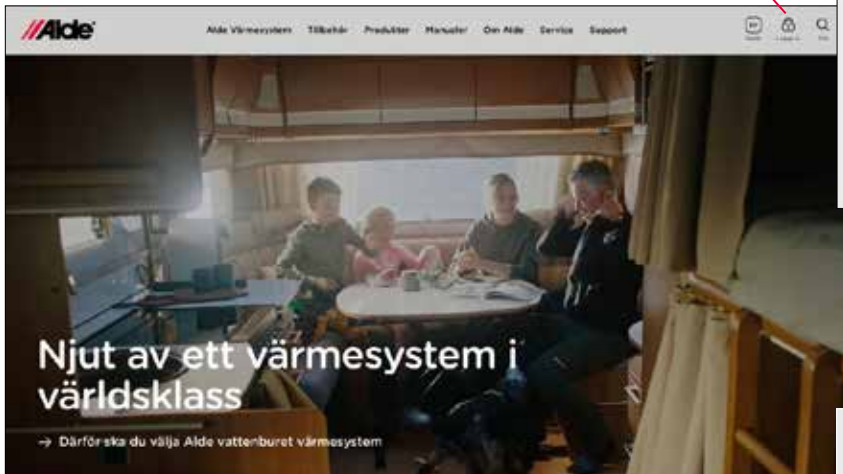 Alde
Alde Värmesystem Tillbehör Produkter Manualer Om Alde Service Support
Njut av ett värmesystem i
världsklass
→ Därför ska du välja Alde vattenburet värmesystem